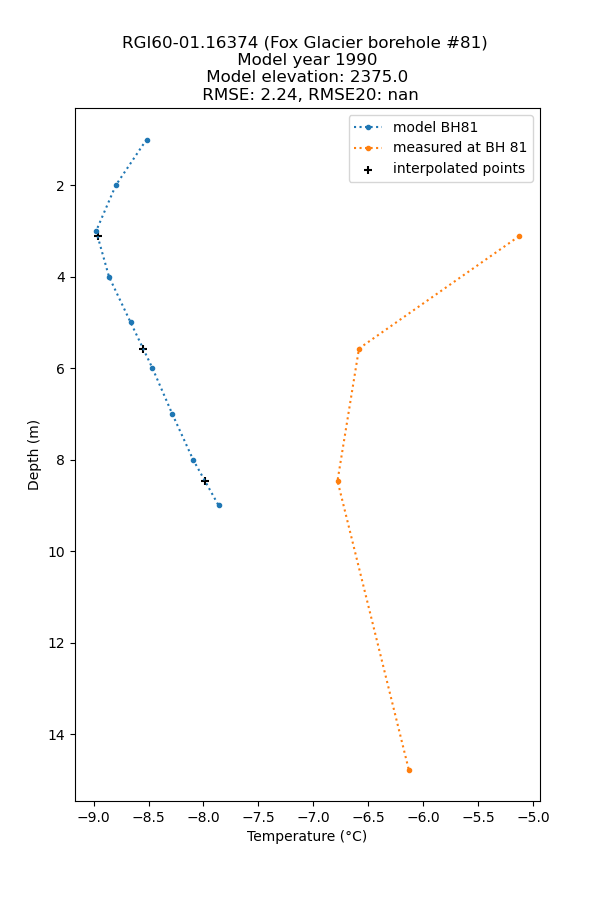 RGI60-01.16374 (Fox Glacier borehole #81)
Model year 1990
Model elevation: 2375.0
RMSE: 2.24, RMSE20: nan
model BH81
measured at BH 81
interpolated points
2
4
6
8
10
12
14
Depth (m)
−9.0 −8.5 −8.0 −7.5 −7.0 −6.5 −6.0 −5.5 −5.0
Temperature (°C)